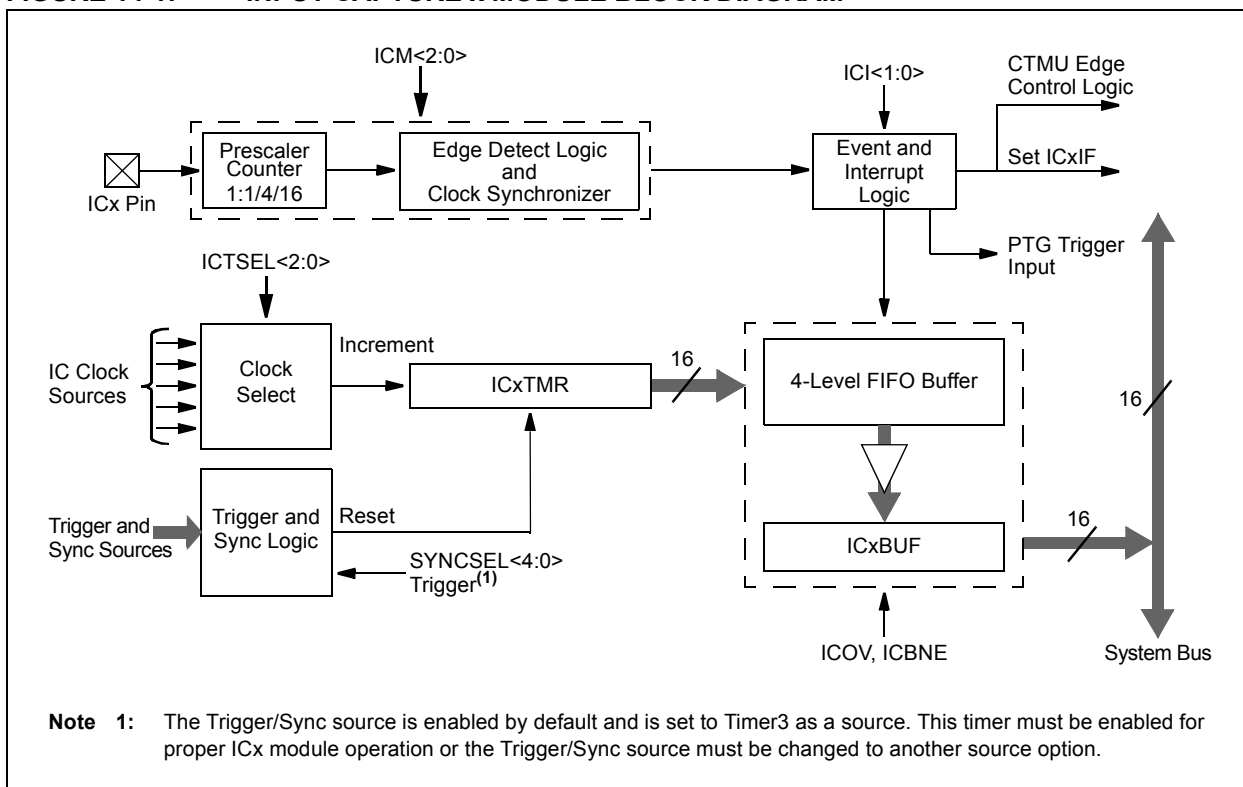 ICM<2:0>
ICI<1:0>
CTMU Edge
Control Logic
Prescaler
Counter
1:1/4/16
Edge Detect Logic
and
Clock Synchronizer
Event and
Interrupt
Logic
Set ICxIF
ICx Pin
PTG Trigger
Input
ICTSEL<2:0>
IC Clock
Sources
Clock
Select
Increment
ICxTMR
16
4-Level FIFO Buffer
16
Trigger and
Sync Sources
Trigger and
Sync Logic
Reset
SYNCSEL<4:0>
Trigger(1)
ICxBUF
16
ICOV, ICBNE
System Bus
Note 1: The Trigger/Sync source is enabled by default and is set to Timer3 as a source. This timer must be enabled for
proper ICx module operation or the Trigger/Sync source must be changed to another source option.